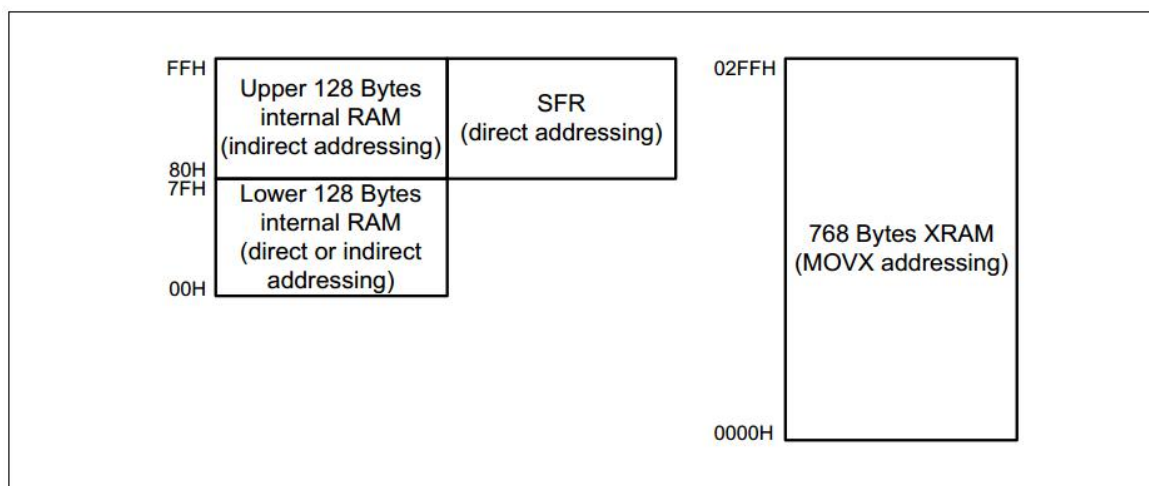 FFH
Upper 128 Bytes
internal RAM
(indirect addressing)
SFR
(direct addressing)
80H
7FH
Lower 128 Bytes
internal RAM
(direct or indirect
addressing)
00H
02FFH
768 Bytes XRAM
(MOVX addressing)
0000H